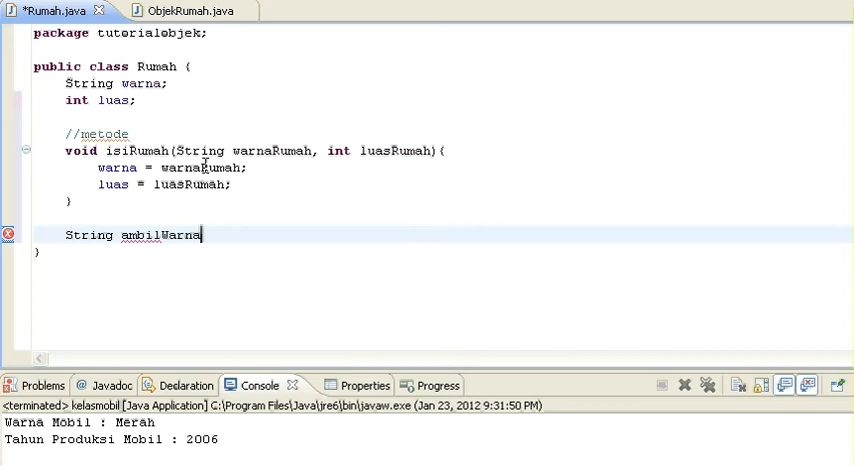 *Rumah.java ObjekRumah.java
package tutorialobjek;
public class Rumah {
String warna;
int luas;
//metode
void isiRumah(String warnaRumah, int luasRumah){
warna = warnaRumah;
luas = luasRumah;
}
String ambilWarna
}
Problems @ Javadoc Declaration Console Properties Progress
<terminated> kelasmobil [Java Application] C:\Program Files\Java\jre6\bin\javaw.exe (Jan 23, 2012 9:31:50 PM)
Warna Mobil : Merah
Tahun Produksi Mobil : 2006